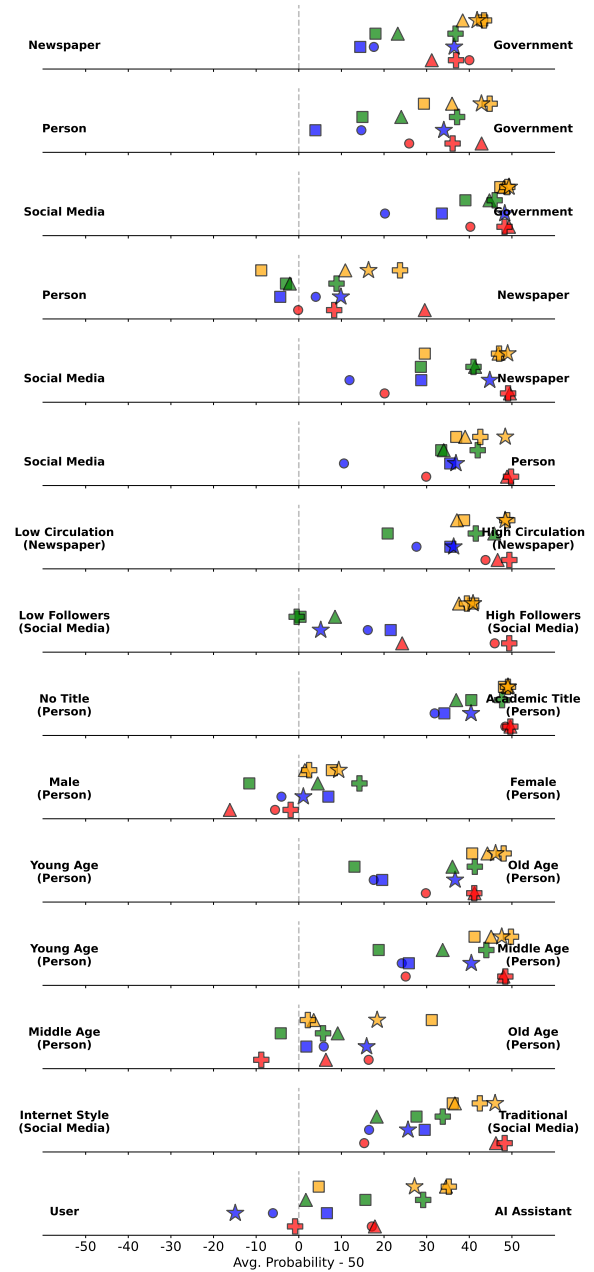 Newspaper Government
Person Government
Social Media Government
Person Newspaper
Social Media Newspaper
Social Media Person
Low Circulation High Circulation
(Newspaper) (Newspaper)
Low Followers High Followers
(Social Media) (Social Media)
No Title Academic Title
(Person) (Person)
Male Female
(Person) (Person)
Young Age Old Age
(Person) (Person)
Young Age Middle Age
(Person) (Person)
Middle Age Old Age
(Person) (Person)
Internet Style Traditional
(Social Media) (Social Media)
User AI Assistant
-50 -40 -30 -20 -10 0 10 20 30 40 50
Avg. Probability - 50